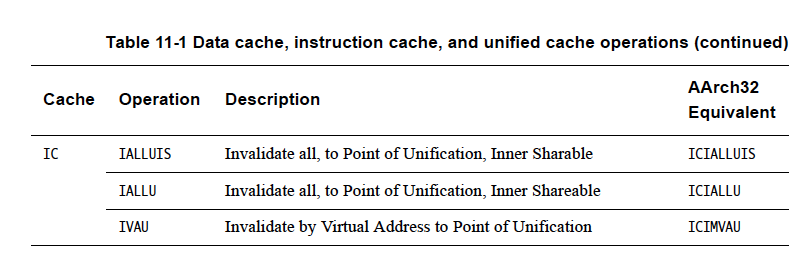 Table 11-1 Data cache, instruction cache, and unified cache operations (continued)
Cache Operation Description AArch32 Equivalent
IC IALLUIS Invalidate all, to Point of Unification, Inner Sharable ICIALLUIS
IALLU Invalidate all, to Point of Unification, Inner Shareable ICIALLU
IVAU Invalidate by Virtual Address to Point of Unification ICIMVAU